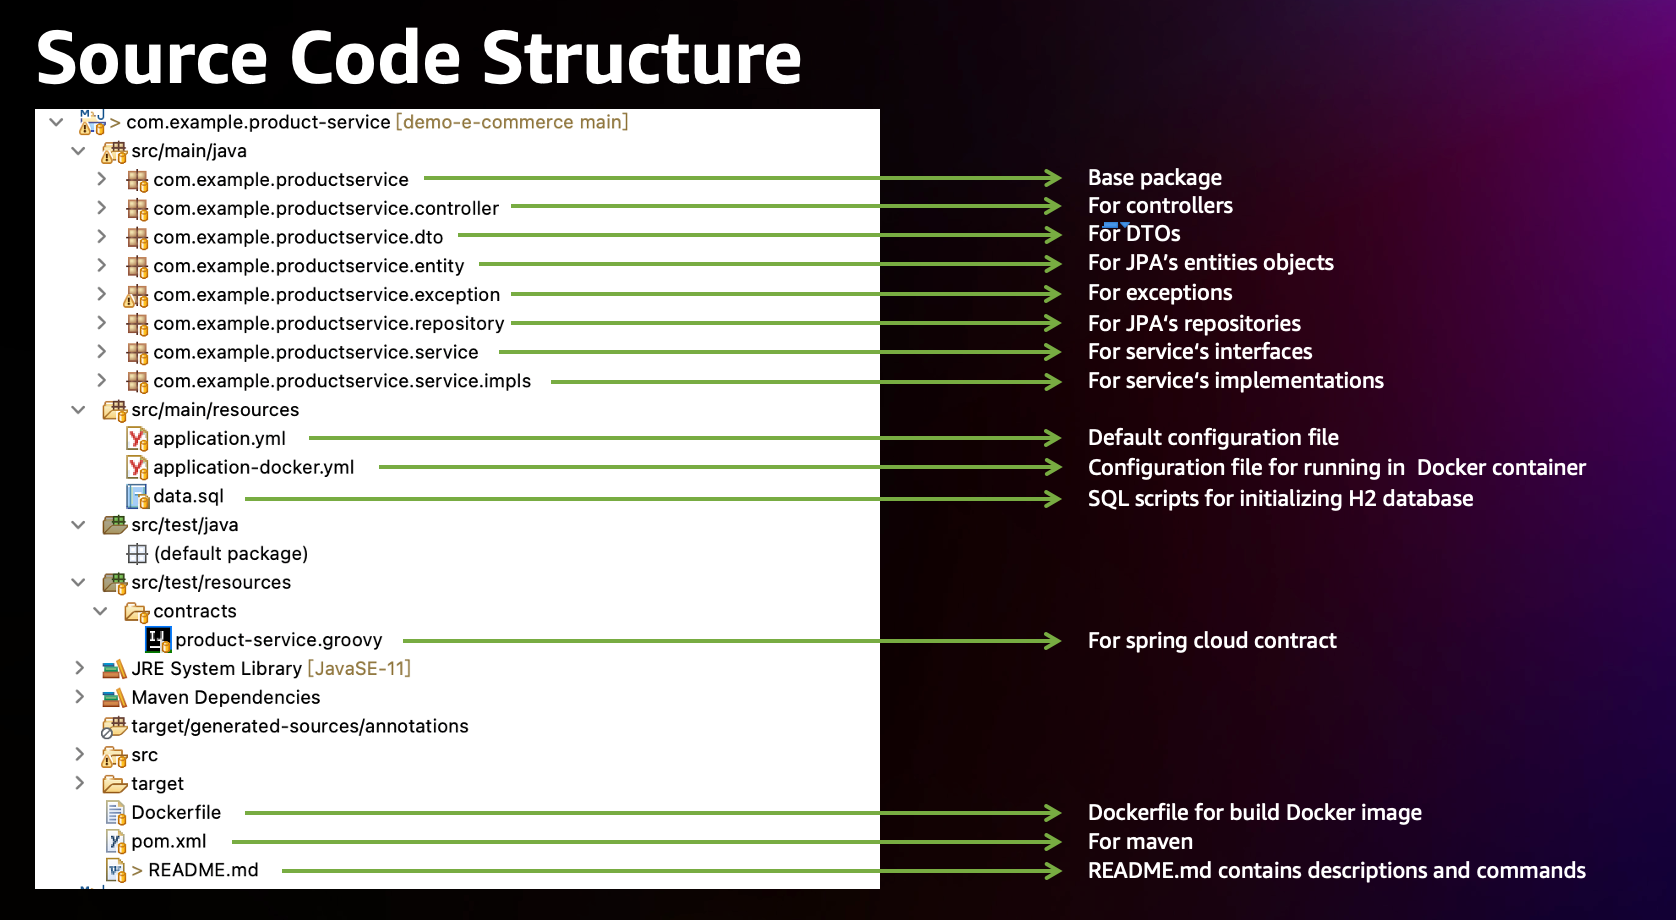 Source Code Structure
> com.example.product-service [demo-e-commerce main]
src/main/java
com.example.productservice Base package
com.example.productservice.controller For controllers
com.example.productservice.dto For DTOs
com.example.productservice.entity For JPA’s entities objects
com.example.productservice.exception For exceptions
com.example.productservice.repository For JPA‘s repositories
com.example.productservice.service For service‘s interfaces
com.example.productservice.service.impls For service‘s implementations
src/main/resources
application.yml Default configuration file
application-docker.yml Configuration file for running in  Docker container
data.sql SQL scripts for initializing H2 database
src/test/java
(default package)
src/test/resources
contracts
product-service.groovy For spring cloud contract
JRE System Library [JavaSE-11]
Maven Dependencies
target/generated-sources/annotations
src
target
Dockerfile Dockerfile for build Docker image
pom.xml For maven
> README.md README.md contains descriptions and commands